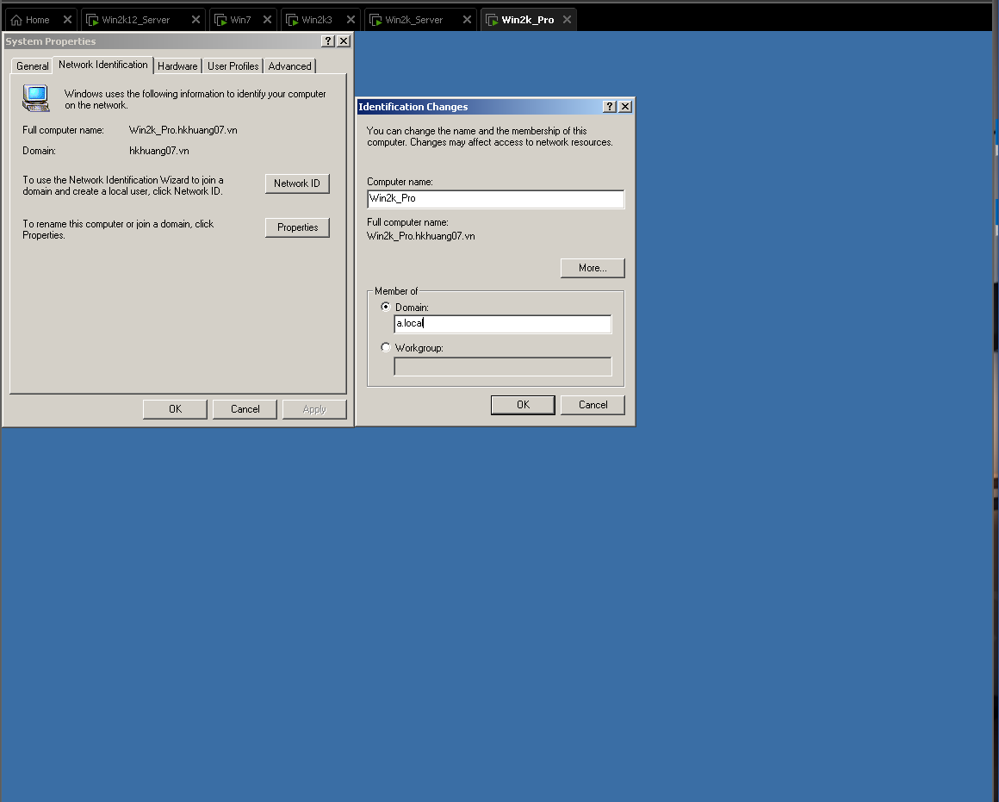 Home
Win2k12_Server
Win7
Win2k3
Win2k_Server
Win2k_Pro
System Properties
General
Network Identification
Hardware
User Profiles
Advanced
Windows uses the following information to identify your computer
on the network.
Full computer name:
Win2k_Pro.hkhuang07.vn
Domain:
hkhuang07.vn
To use the Network Identification Wizard to join a
domain and create a local user, click Network ID.
Network ID
To rename this computer or join a domain, click
Properties.
Properties
OK
Cancel
Apply
Identification Changes
You can change the name and the membership of this
computer. Changes may affect access to network resources.
Computer name:
Win2k_Pro
Full computer name:
Win2k_Pro.hkhuang07.vn
More...
Member of
Domain:
a.local
Workgroup:
OK
Cancel